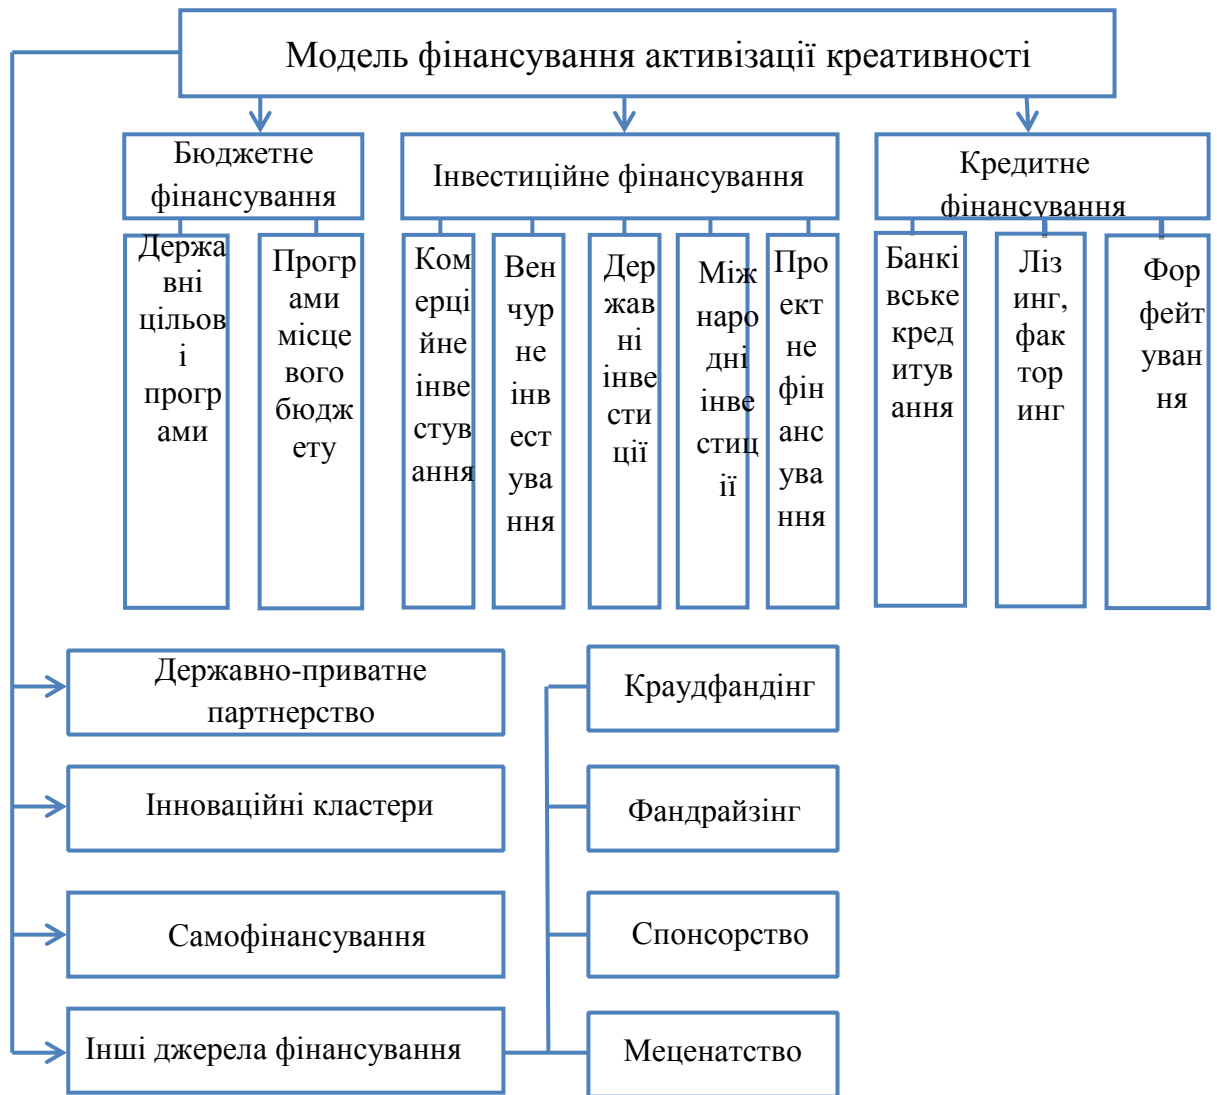 Модель фінансування активізації креативності
Бюджетне
фінансування
Інвестиційне фінансування
Кредитне
фінансування
Держа
вні
цільов
і
прогр
ами
Прогр
ами
місце
вого
бюдж
ету
Ком
ерці
йне
інве
стув
ання
Вен
чур
не
інв
ест
ува
ння
Дер
жав
ні
інве
сти
ції
Між
наро
дні
інве
стиц
ії
Про
ект
не
фін
анс
ува
ння
Банкі
вське
кред
итув
ання
Ліз
инг,
фак
тор
инг
Фор
фейт
уван
ня
Державно-приватне
партнерство
Краудфандінг
Інноваційні кластери
Фандрайзінг
Самофінансування
Спонсорство
Інші джерела фінансування
Меценатство